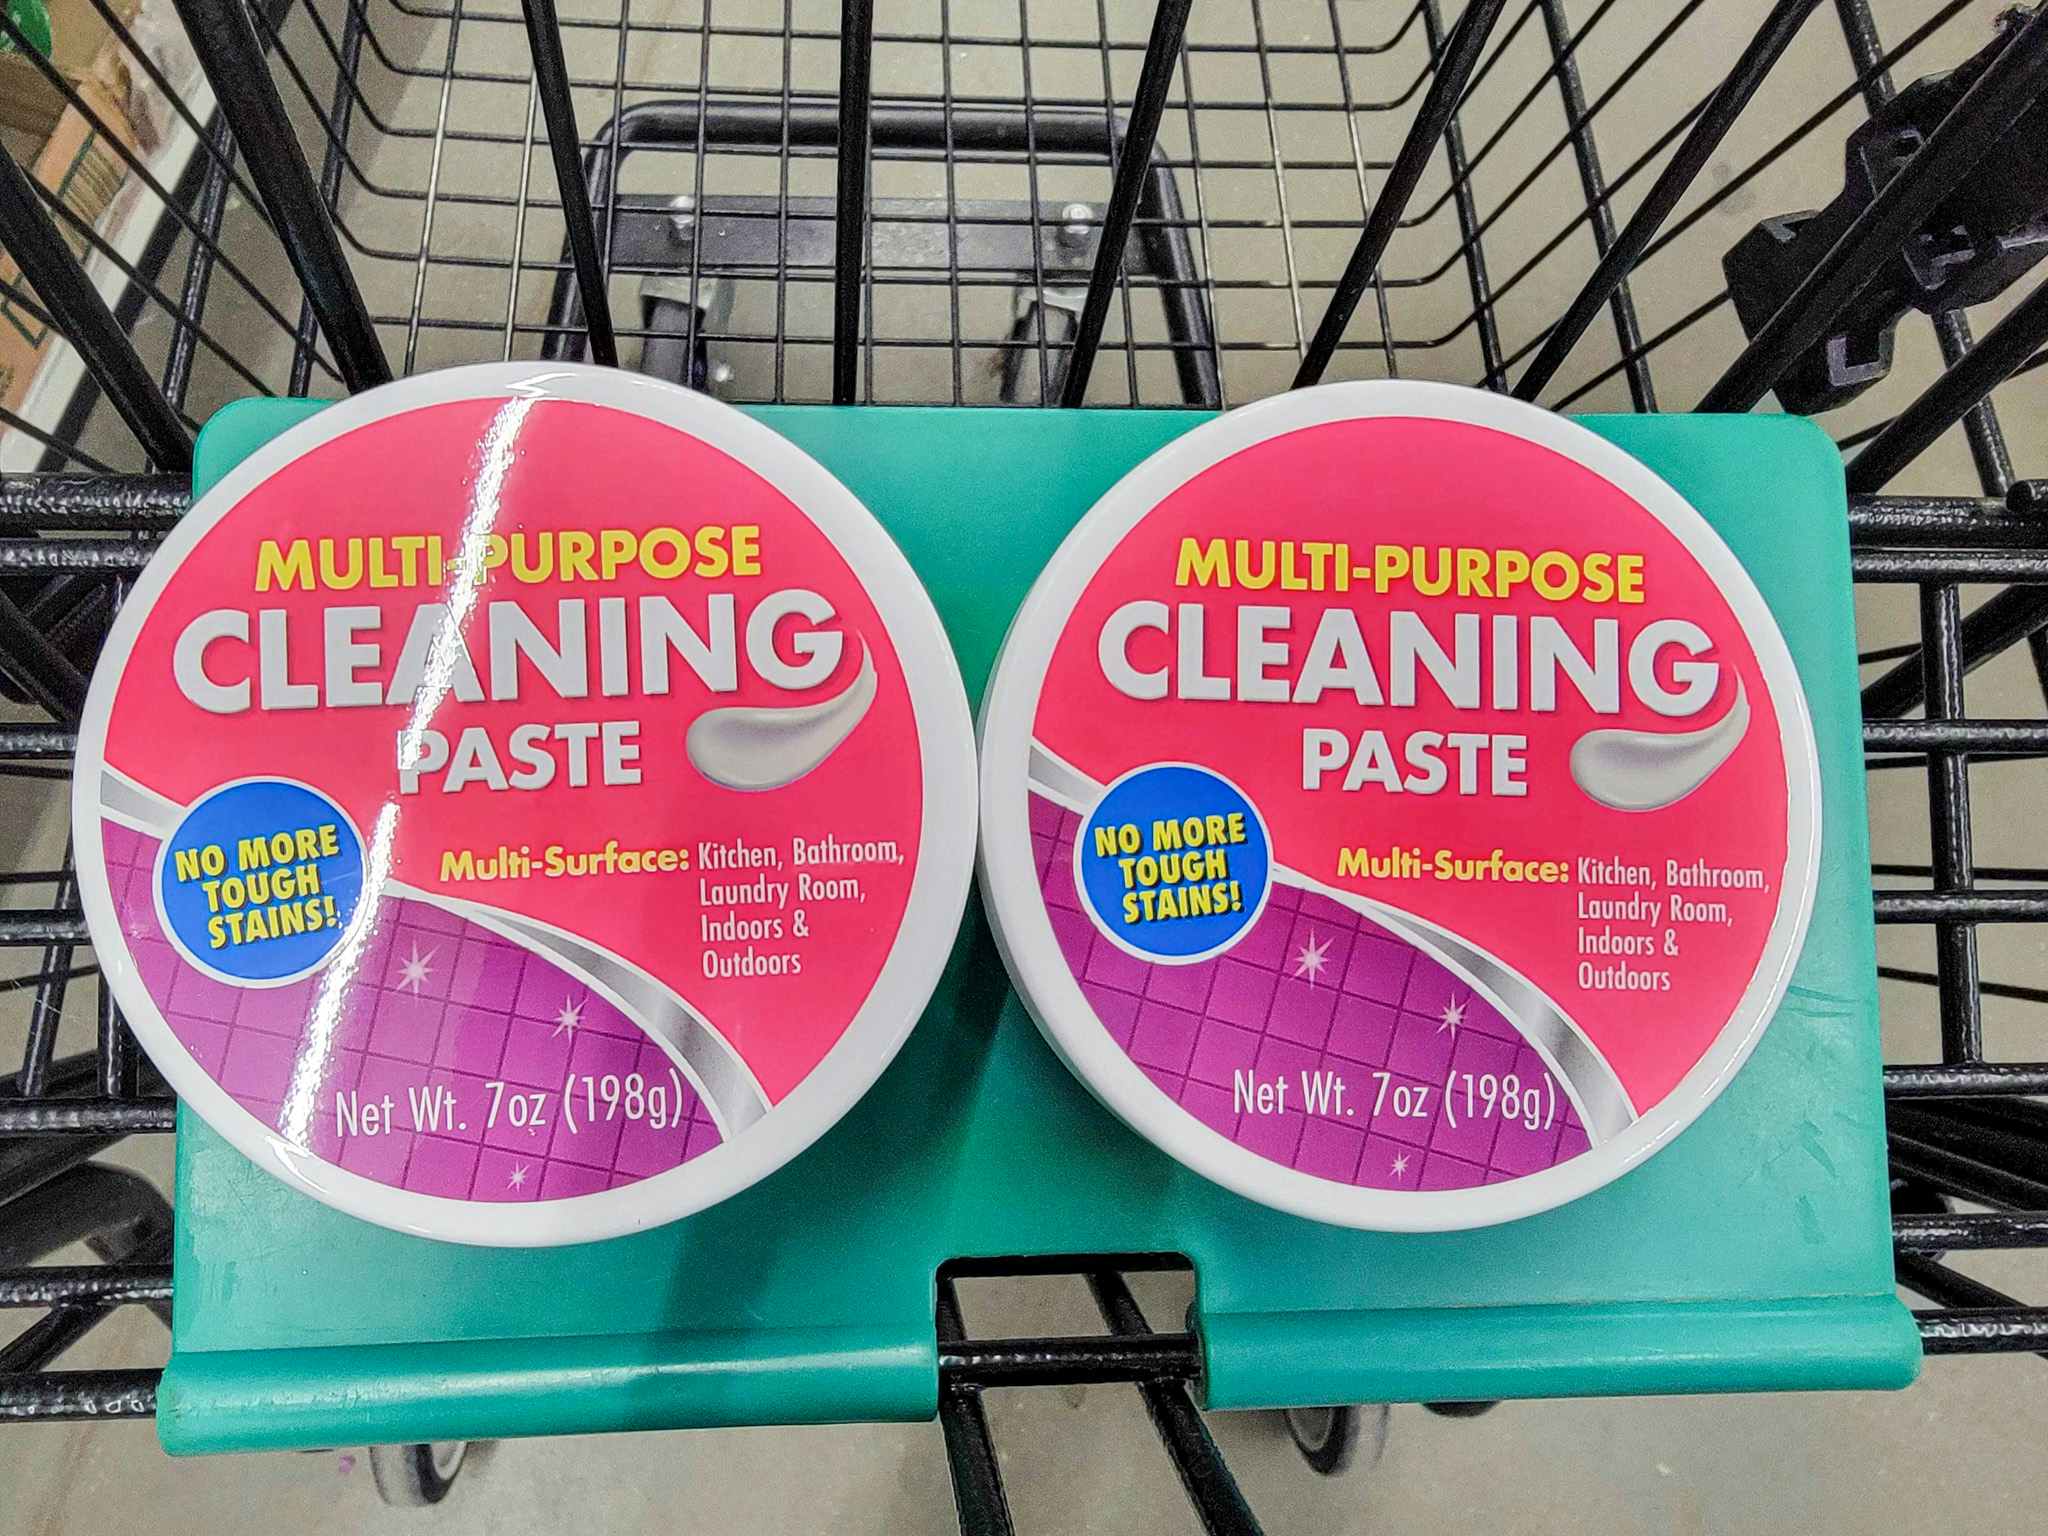 MULTI-PURPOSE
CLEANING
PASTE
NO MORE
TOUGH
STAINS!
Multi-Surface: Kitchen, Bathroom,
Laundry Room,
Indoors &
Outdoors
Net Wt. 7oz (198g)
MULTI-PURPOSE
CLEANING
PASTE
NO MORE
TOUGH
STAINS!
Multi-Surface: Kitchen, Bathroom,
Laundry Room,
Indoors &
Outdoors
Net Wt. 7oz (198g)